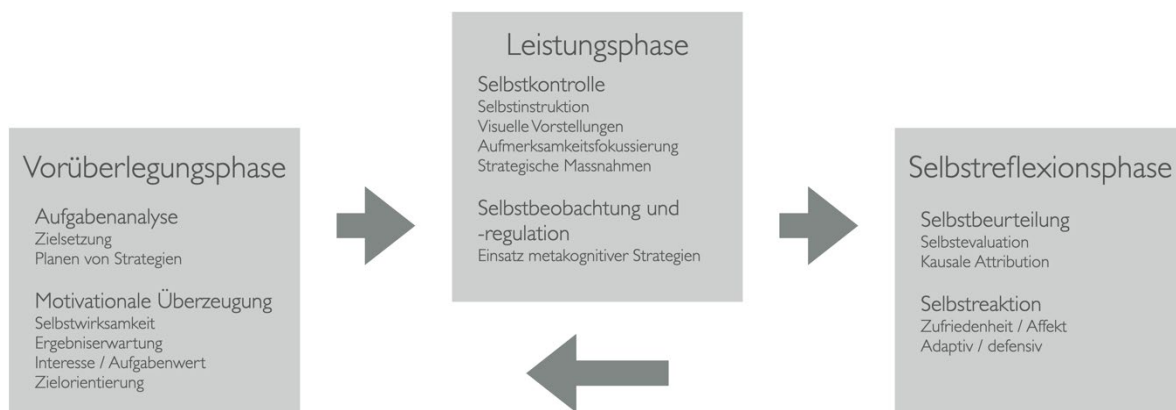 Vorüberlegungsphase
Aufgabenanalyse
Zielsetzung
Planen von Strategien
Motivationale Überzeugung
Selbstwirksamkeit
Ergebniserwartung
Interesse / Aufgabenwert
Zielorientierung
Leistungsphase
Selbstkontrolle
Selbstinstruktion
Visuelle Vorstellungen
Aufmerksamkeitsfokussierung
Strategische Massnahmen
Selbstbeobachtung und
-regulation
Einsatz metakognitiver Strategien
Selbstreflexionsphase
Selbstbeurteilung
Selbstevaluation
Kausale Attribution
Selbstreaktion
Zufriedenheit / Affekt
Adaptiv / defensiv